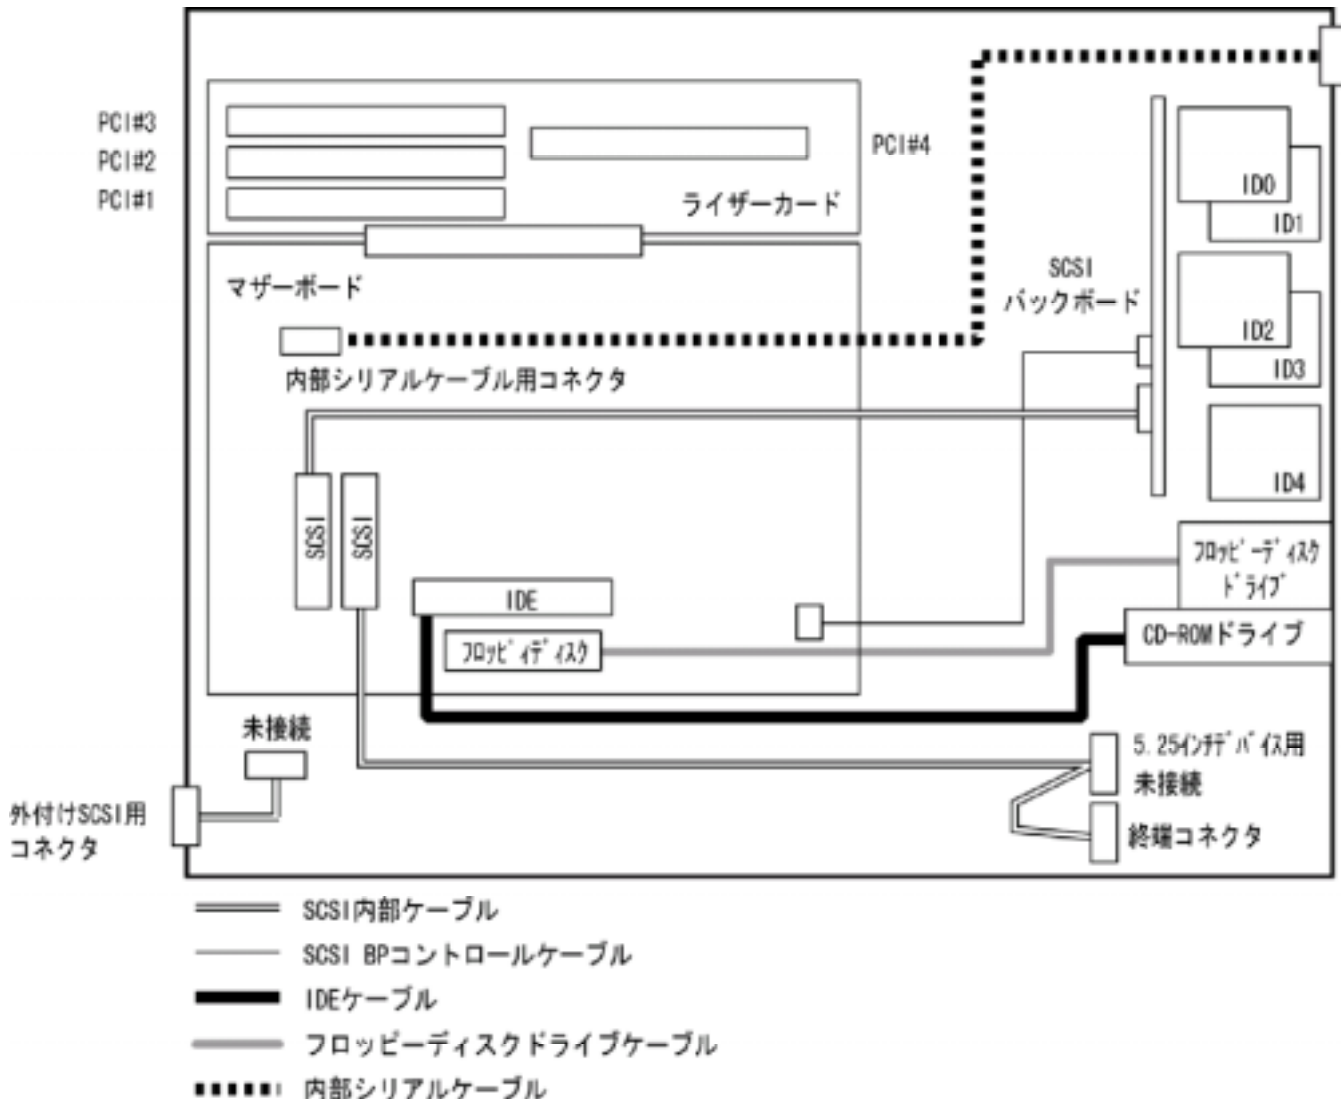 PCI#3
PCI#2
PCI#1
PCI#4
ライザーカード
ID0
ID1
マザーボード
SCSI
バックボード
ID2
ID3
内部シリアルケーブル用コネクタ
ID4
SCSI
SCSI
フロッピーディスク
ドライブ
IDE
フロッピィディスク
CD-ROMドライブ
未接続
5.25インチデバイス用
未接続
外付けSCSI用
コネクタ
終端コネクタ
SCSI内部ケーブル
SCSI BPコントロールケーブル
IDEケーブル
フロッピーディスクドライブケーブル
内部シリアルケーブル